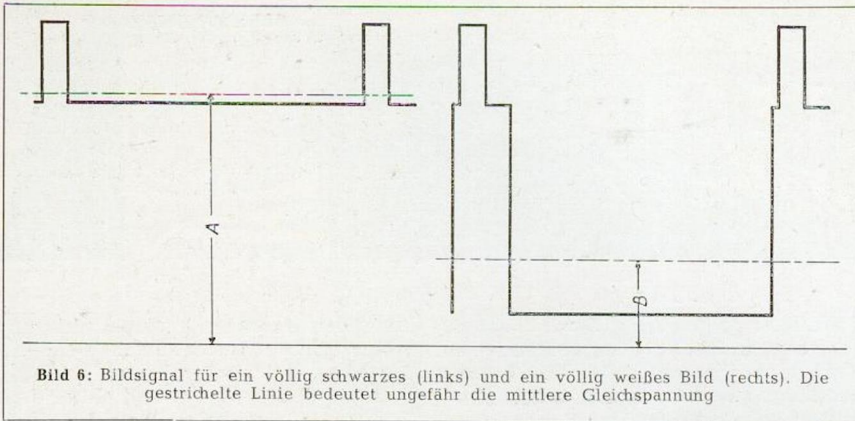 A
B
Bild 6: Bildsignal für ein völlig schwarzes (links) und ein völlig weißes Bild (rechts). Die
gestrichelte Linie bedeutet ungefähr die mittlere Gleichspannung